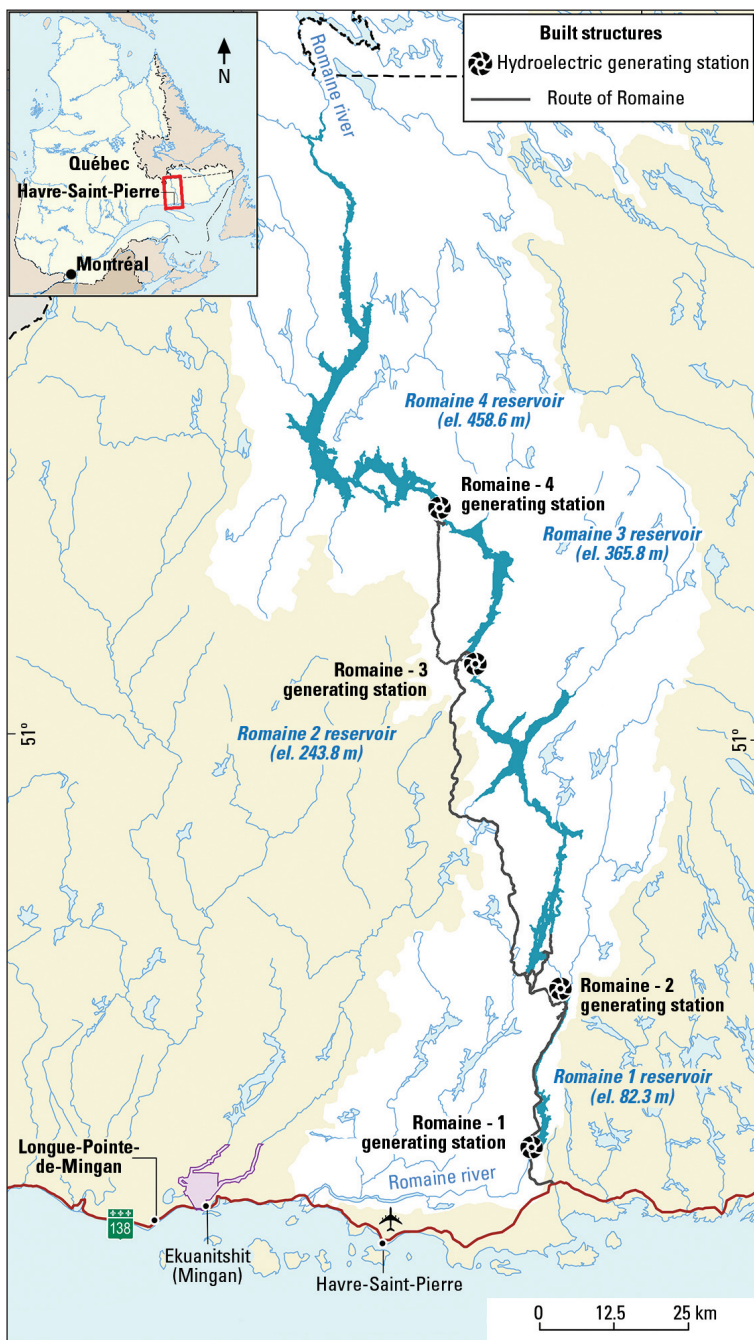 N
Québec
Havre-Saint-Pierre
Montréal
Built structures
Hydroelectric generating station
Route of Romaine
Romaine river
Romaine 4 reservoir
(el. 458.6 m)
Romaine - 4
generating station
Romaine 3 reservoir
(el. 365.8 m)
Romaine - 3
generating station
Romaine 2 reservoir
(el. 243.8 m)
51º
51º
Romaine - 2
generating station
Romaine 1 reservoir
(el. 82.3 m)
Romaine - 1
generating station
Longue-Pointe-
de-Mingan
Romaine river
138
Ekuanitshit
(Mingan)
Havre-Saint-Pierre
0 12.5 25 km